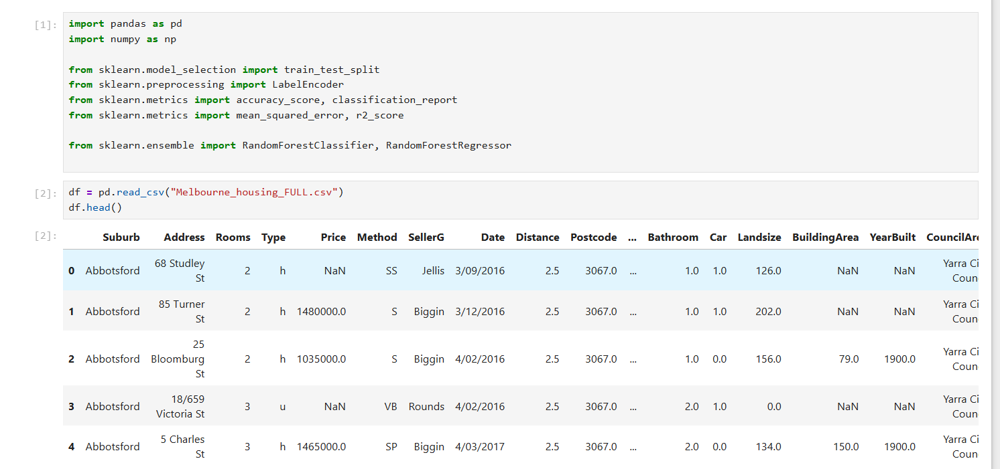 [1]: import pandas as pd
import numpy as np
from sklearn.model_selection import train_test_split
from sklearn.preprocessing import LabelEncoder
from sklearn.metrics import accuracy_score, classification_report
from sklearn.metrics import mean_squared_error, r2_score
from sklearn.ensemble import RandomForestClassifier, RandomForestRegressor
[2]: df = pd.read_csv("Melbourne_housing_FULL.csv")
df.head()
[2]: Suburb Address Rooms Type Price Method SellerG Date Distance Postcode ... Bathroom Car Landsize BuildingArea YearBuilt CouncilAre
0 Abbotsford 68 Studley St 2 h NaN SS Jellis 3/09/2016 2.5 3067.0 ... 1.0 1.0 126.0 NaN NaN Yarra Ci Coun
1 Abbotsford 85 Turner St 2 h 1480000.0 S Biggin 3/12/2016 2.5 3067.0 ... 1.0 1.0 202.0 NaN NaN Yarra Ci Coun
2 Abbotsford 25 Bloomburg St 2 h 1035000.0 S Biggin 4/02/2016 2.5 3067.0 ... 1.0 0.0 156.0 79.0 1900.0 Yarra Ci Coun
3 Abbotsford 18/659 Victoria St 3 u NaN VB Rounds 4/02/2016 2.5 3067.0 ... 2.0 1.0 0.0 NaN NaN Yarra Ci Coun
4 Abbotsford 5 Charles St 3 h 1465000.0 SP Biggin 4/03/2017 2.5 3067.0 ... 2.0 0.0 134.0 150.0 1900.0 Yarra Ci Coun